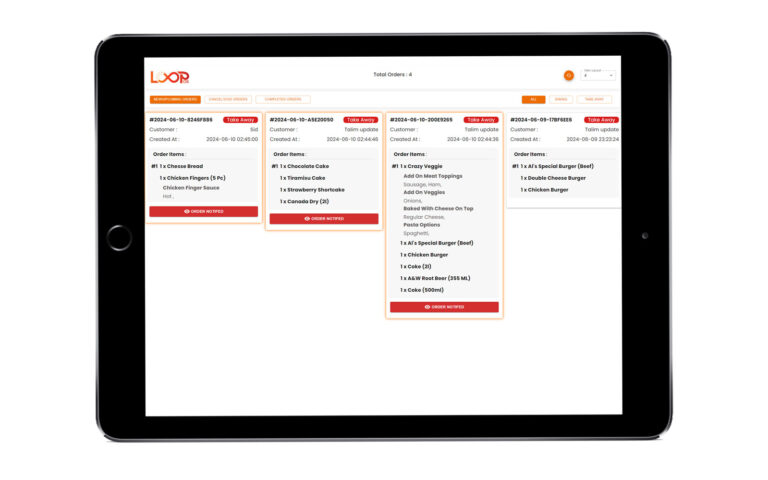 LOOP
Total Orders : 4
4
NEW/UPCOMING ORDERS
CANCELLED ORDERS
COMPLETED ORDERS
ALL
DINING
TAKE AWAY
#2024-06-10-8246F886 Take Away
Customer : Sid
Created At : 2024-06-10 02:45:00
Order Items :
#1 1 x Cheese Bread
1 x Chicken Fingers (5 Pc)
Chicken Finger Sauce
Hot ,
ORDER NOTIFED
#2024-06-10-A5E20050 Take Away
Customer : Talim update
Created At : 2024-06-10 02:44:46
Order Items :
#1 1 x Chocolate Cake
1 x Tiramisu Cake
1 x Strawberry Shortcake
1 x Canada Dry (2l)
ORDER NOTIFED
#2024-06-10-200E9265 Take Away
Customer : Talim update
Created At : 2024-06-10 02:44:36
Order Items :
#1 1 x Crazy Veggie
Add On Meat Toppings
Sausage, Ham,
Add On Veggies
Onions,
Baked With Cheese On Top
Regular Cheese,
Pasta Options
Spaghetti,
1 x Al's Special Burger (Beef)
1 x Chicken Burger
1 x Coke (2l)
1 x A&W Root Beer (355 ML)
1 x Coke (500ml)
ORDER NOTIFED
#2024-06-09-17BF6EE6 Take Away
Customer : Talim update
Created At : 2024-06-09 23:23:24
Order Items :
#1 1 x Al's Special Burger (Beef)
1 x Double Cheese Burger
1 x Chicken Burger